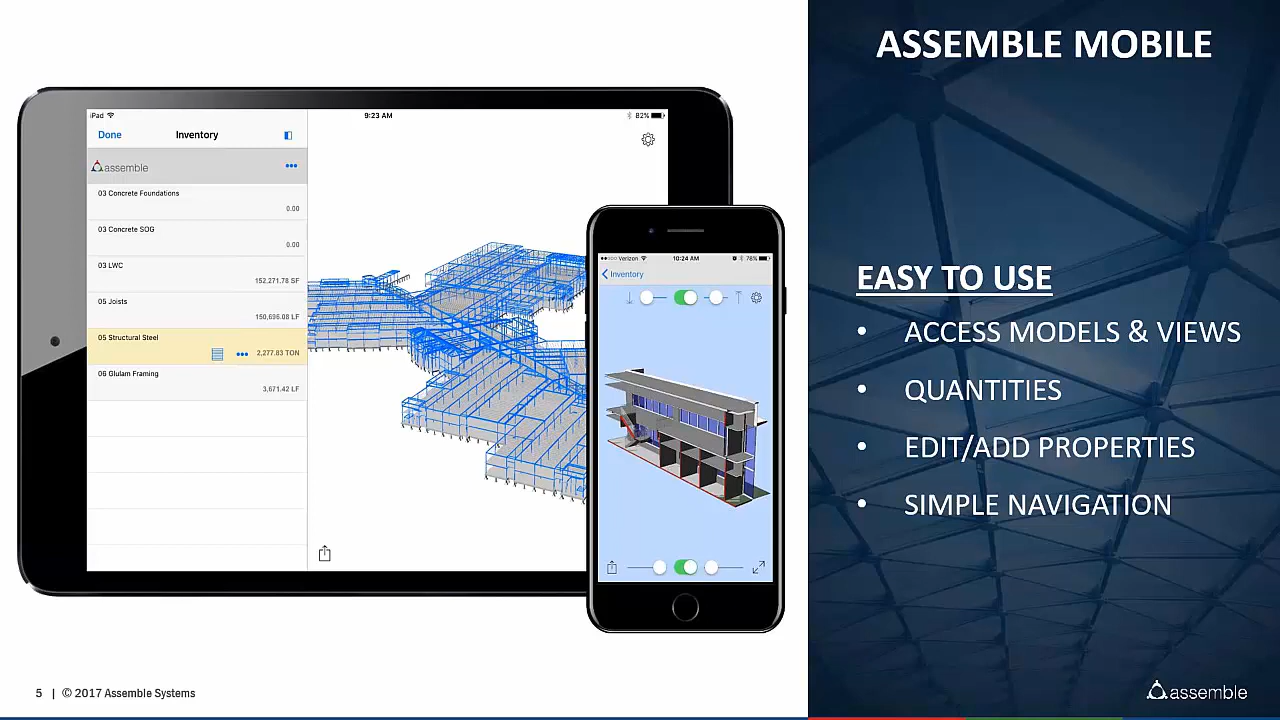 ASSEMBLE MOBILE
iPad
9:23 AM
82%
Done
Inventory
assemble
03 Concrete Foundations
0.00
03 Concrete SOG
0.00
03 LWC
152,271.78 SF
05 Joists
150,696.08 LF
05 Structural Steel
2,277.83 TON
06 Glulam Framing
3,671.42 LF
Verizon
10:24 AM
78%
Inventory
EASY TO USE
• ACCESS MODELS & VIEWS
• QUANTITIES
• EDIT/ADD PROPERTIES
• SIMPLE NAVIGATION
5 | © 2017 Assemble Systems
assemble